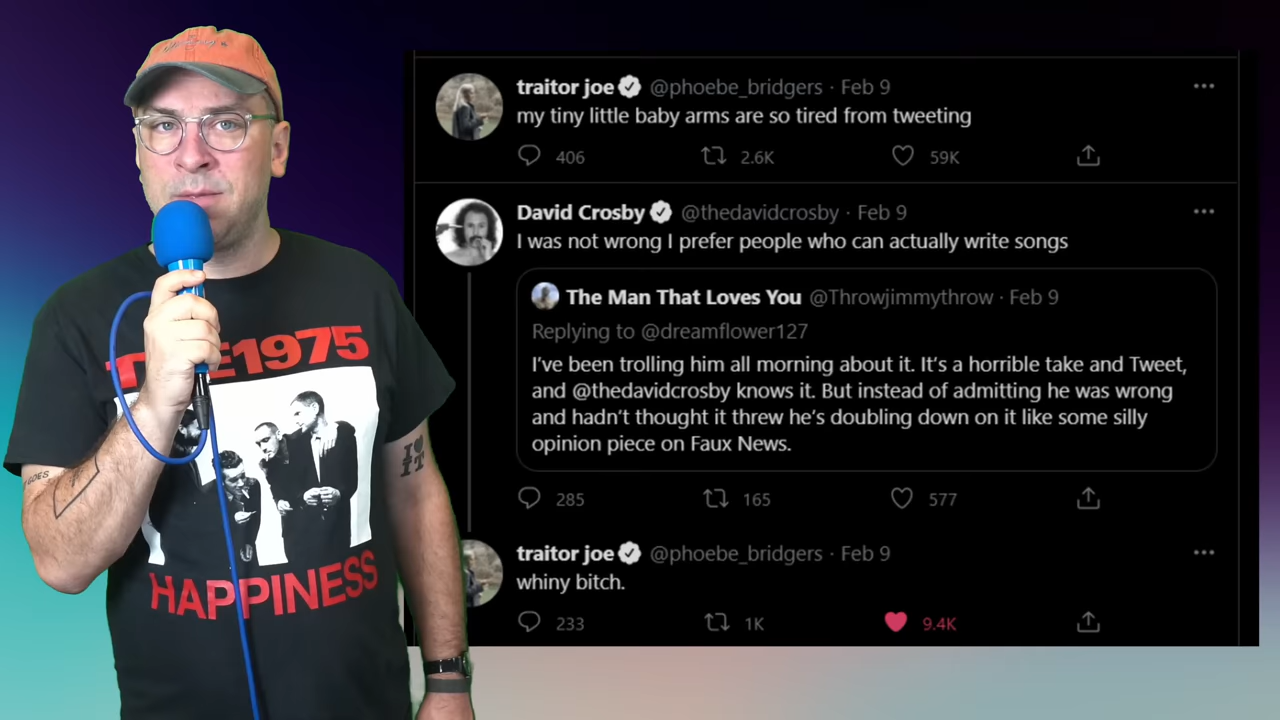 traitor joe @phoebe_bridgers · Feb 9
my tiny little baby arms are so tired from tweeting
406 2.6K 59K
David Crosby @thedavidcrosby · Feb 9
I was not wrong I prefer people who can actually write songs
The Man That Loves You @Throwjimmythrow · Feb 9
Replying to @dreamflower127
I've been trolling him all morning about it. It's a horrible take and Tweet,
and @thedavidcrosby knows it. But instead of admitting he was wrong
and hadn't thought it threw he's doubling down on it like some silly
opinion piece on Faux News.
285 165 577
traitor joe @phoebe_bridgers · Feb 9
whiny bitch.
233 1K 9.4K
1975
HAPPINESS
GOES